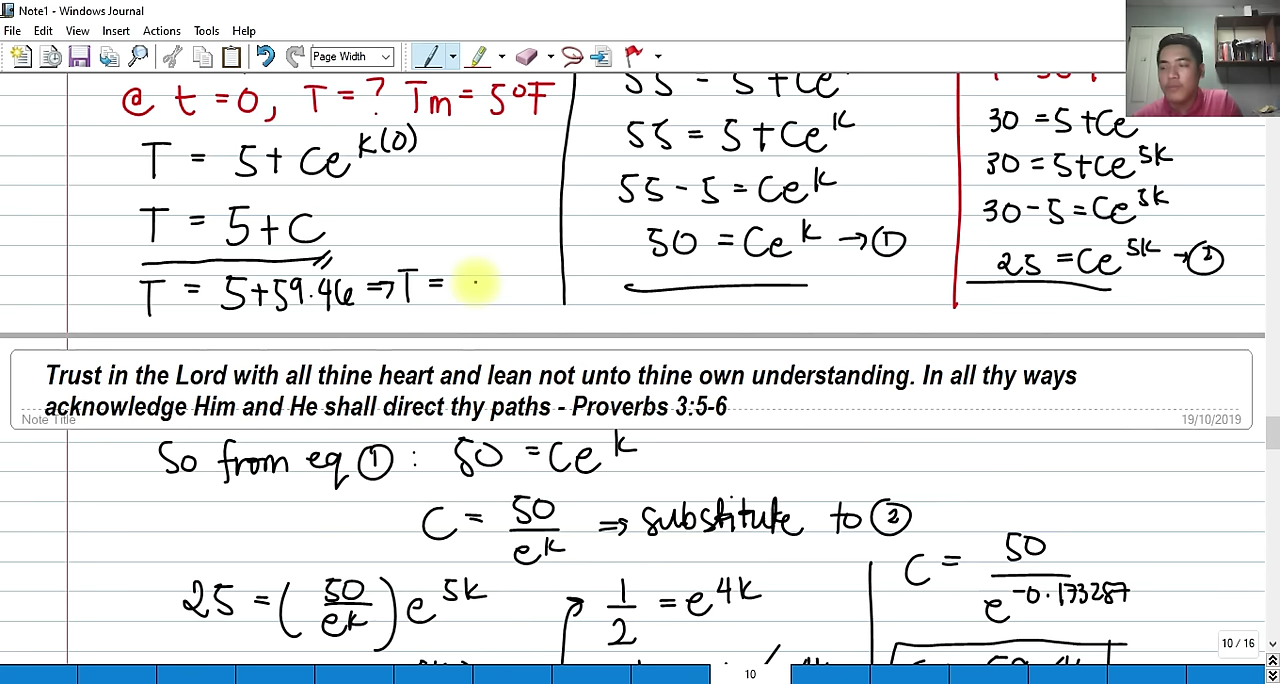 Note1 - Windows Journal
File Edit View Insert Actions Tools Help
Page Width
@ t=0, T=? Tm=5°F
T = 5+Ce^k(0)
T = 5+C
T = 5+59.46 ⇒ T =
55 = 5+Ce^k
55-5=Ce^k
50 = Ce^k → ①
30 = 5+Ce
30 = 5+Ce^5k
30-5=Ce^5k
25 = Ce^5k → ②
Trust in the Lord with all thine heart and lean not unto thine own understanding. In all thy ways
acknowledge Him and He shall direct thy paths - Proverbs 3:5-6
Note Title
19/10/2019
So from eq ① : 50 = Ce^k
C = 50/e^k ⇒ substitute to ②
25 = (50/e^k) e^5k
1/2 = e^4k
C = 50/e^-0.173287
10 / 16
10